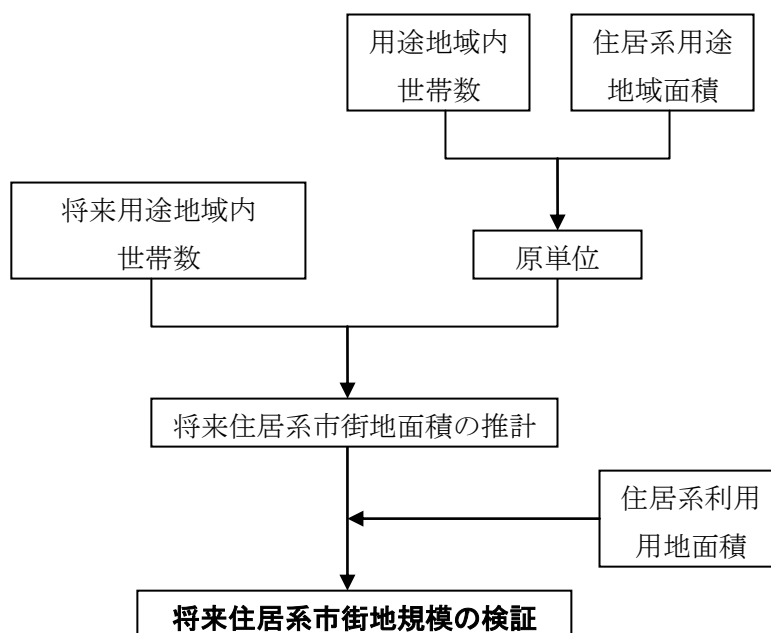 用途地域内
世帯数
住居系用途
地域面積
将来用途地域内
世帯数
原単位
将来住居系市街地面積の推計
住居系利用
用地面積
将来住居系市街地規模の検証